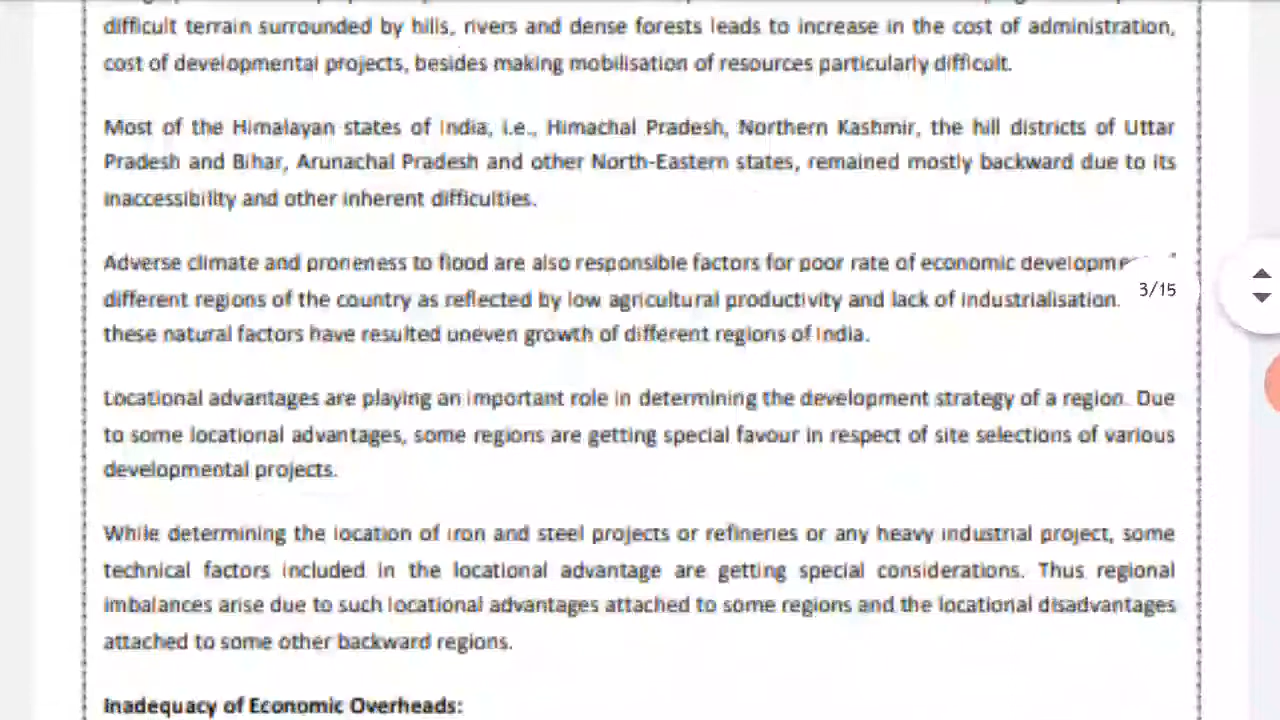 difficult terrain surrounded by hills, rivers and dense forests leads to increase in the cost of administration,
cost of developmental projects, besides making mobilisation of resources particularly difficult.
Most of the Himalayan states of India, i.e., Himachal Pradesh, Northern Kashmir, the hill districts of Uttar
Pradesh and Bihar, Arunachal Pradesh and other North-Eastern states, remained mostly backward due to its
inaccessibility and other inherent difficulties.
Adverse climate and proneness to flood are also responsible factors for poor rate of economic
different regions of the country as reflected by low agricultural productivity and lack of industrialisation.
3/15
these natural factors have resulted uneven growth of different regions of India.
Locational advantages are playing an important role in determining the development strategy of a region. Due
to some locational advantages, some regions are getting special favour in respect of site selections of various
developmental projects.
While determining the location of iron and steel projects or refineries or any heavy industrial project, some
technical factors included in the locational advantage are getting special considerations. Thus regional
imbalances arise due to such locational advantages attached to some regions and the locational disadvantages
attached to some other backward regions.
Inadequacy of Economic Overheads: